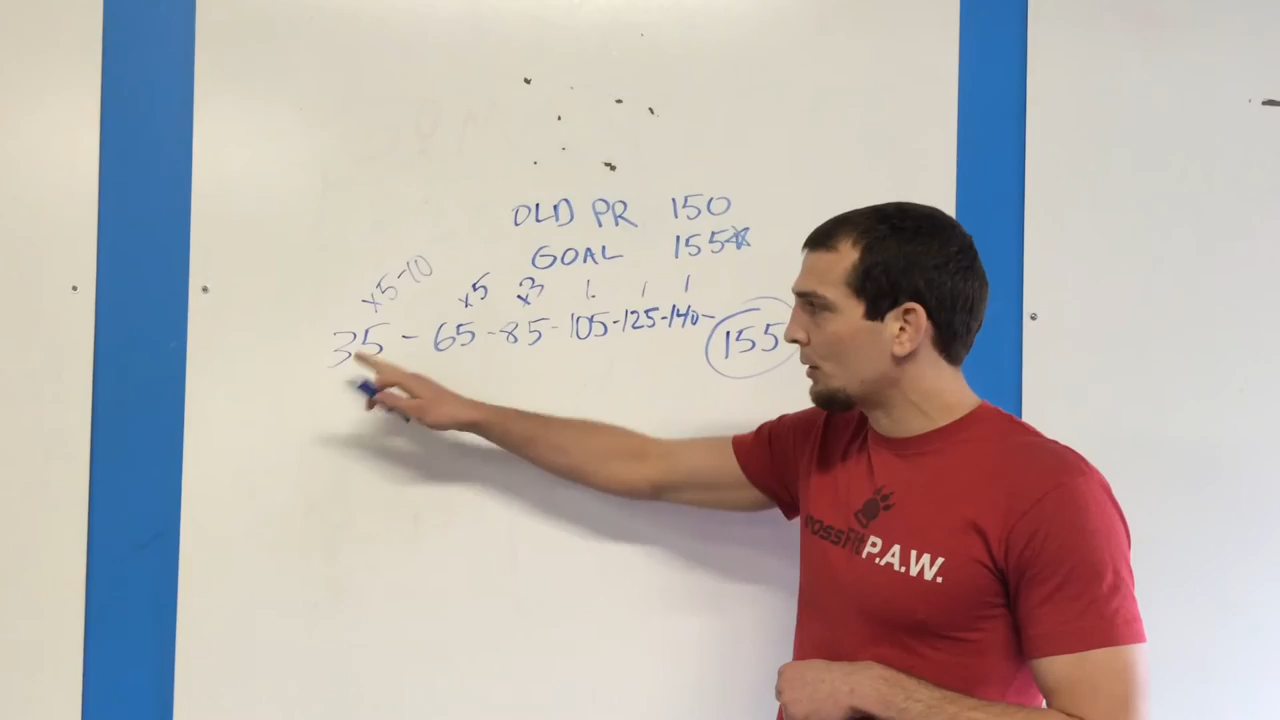 OLD PR 150
GOAL 155
x5-10 x5 x3 1 1 1
35 - 65 - 85 - 105 - 125 - 140 - 155
CrossFit P.A.W.